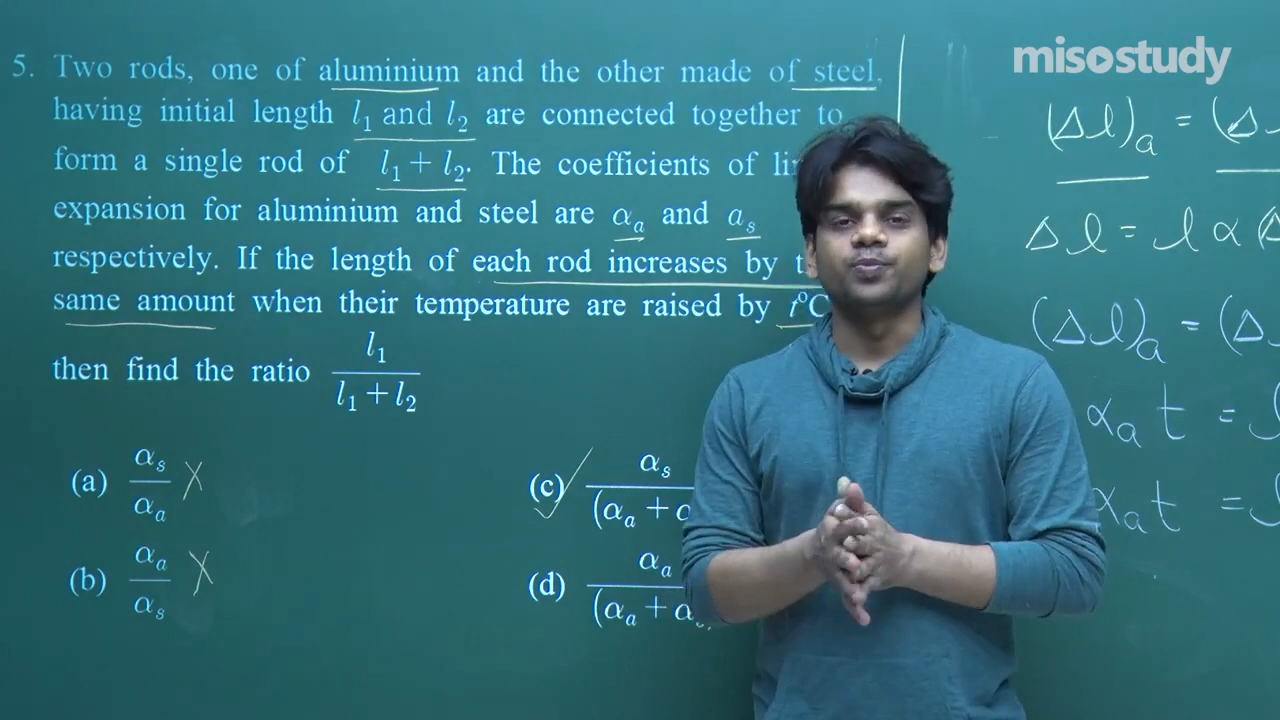 misostudy
5. Two rods, one of aluminium and the other made of steel,
having initial length l₁ and l₂ are connected together to
form a single rod of l₁ + l₂. The coefficients of
expansion for aluminium and steel are αₐ and aₛ
respectively. If the length of each rod increases by
same amount when their temperature are raised by t°C
then find the ratio l₁ / (l₁ + l₂)
(a) αₛ / αₐ X
(b) αₐ / αₛ X
(c) ✓ αₛ / (αₐ +
(d) αₐ / (αₐ + α
(Δl)ₐ = (Δ
Δl = l α (Δ
(Δl)ₐ = (Δ
αₐ t =
αₐ t =